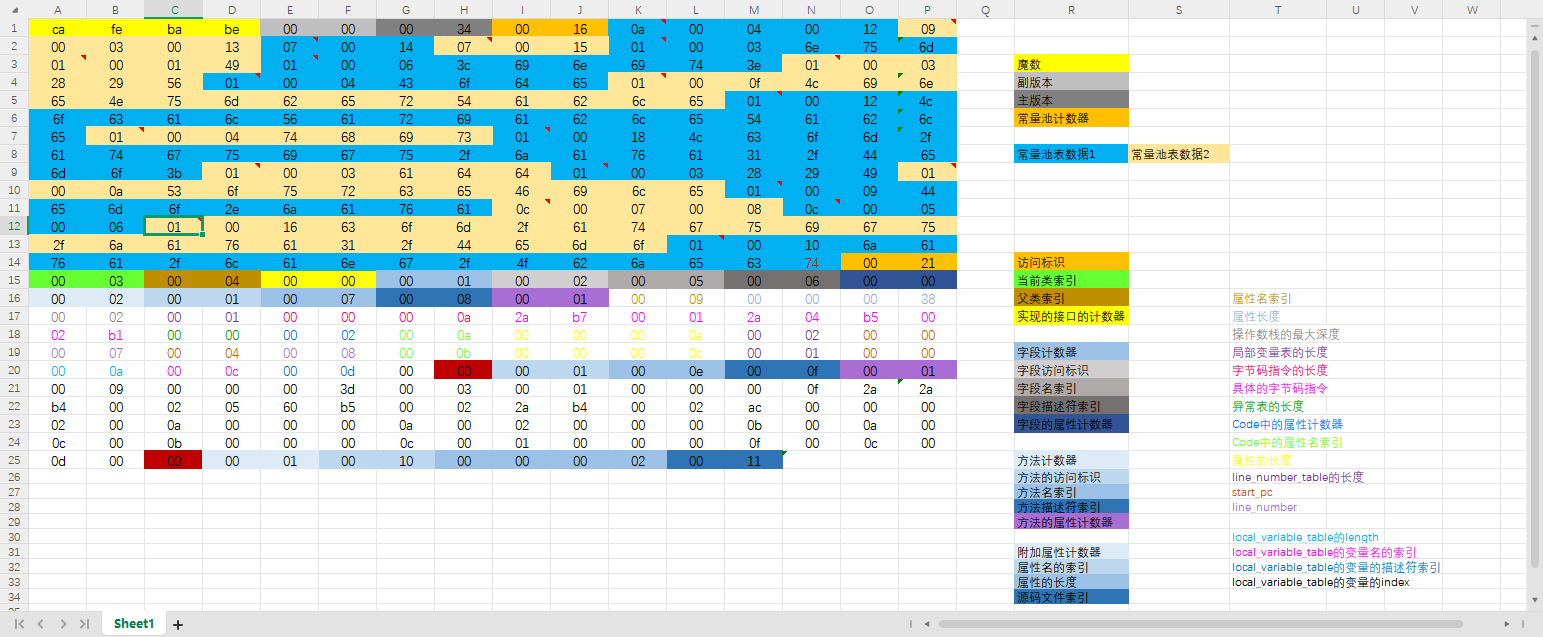 A B C D E F G H I J K L M N O P Q R S T U V W
1 ca fe ba be 00 00 00 34 00 16 0a 00 04 00 12 09
2 00 03 00 13 07 00 14 07 00 15 01 00 03 6e 75 6d
3 01 00 01 49 01 00 06 3c 69 6e 69 74 3e 01 00 03 魔数
4 28 29 56 01 00 04 43 6f 64 65 01 00 0f 4c 69 6e 副版本
5 65 4e 75 6d 62 65 72 54 61 62 6c 65 01 00 12 4c 主版本
6 6f 63 61 6c 56 61 72 69 61 62 6c 65 54 61 62 6c 常量池计数器
7 65 01 00 04 74 68 69 73 01 00 18 4c 63 6f 6d 2f
8 61 74 67 75 69 67 75 2f 6a 61 76 61 31 2f 44 65 常量池表数据1 常量池表数据2
9 6d 6f 3b 01 00 03 61 64 64 01 00 03 28 29 49 01
10 00 0a 53 6f 75 72 63 65 46 69 6c 65 01 00 09 44
11 65 6d 6f 2e 6a 61 76 61 0c 00 07 00 08 0c 00 05
12 00 06 01 00 16 63 6f 6d 2f 61 74 67 75 69 67 75
13 2f 6a 61 76 61 31 2f 44 65 6d 6f 01 00 10 6a 61
14 76 61 2f 6c 61 6e 67 2f 4f 62 6a 65 63 74 00 21 访问标识
15 00 03 00 04 00 00 00 01 00 02 00 05 00 06 00 00 当前类索引
16 00 02 00 01 00 07 00 08 00 01 00 09 00 00 00 38 父类索引 属性名索引
17 00 02 00 01 00 00 00 0a 2a b7 00 01 2a 04 b5 00 实现的接口的计数器 属性长度
18 02 b1 00 00 00 02 00 0a 00 00 00 0a 00 02 00 00 操作数栈的最大深度
19 00 07 00 04 00 08 00 0b 00 00 00 0c 00 01 00 00 字段计数器 局部变量表的长度
20 00 0a 00 0c 00 0d 00 00 00 01 00 0e 00 0f 00 01 字段访问标识 字节码指令的长度
21 00 09 00 00 00 3d 00 03 00 01 00 00 00 0f 2a 2a 字段名索引 具体的字节码指令
22 b4 00 02 05 60 b5 00 02 2a b4 00 02 ac 00 00 00 字段描述符索引 异常表的长度
23 02 00 0a 00 00 00 0a 00 02 00 00 00 0b 00 0a 00 字段的属性计数器 Code中的属性计数器
24 0c 00 0b 00 00 00 0c 00 01 00 00 00 0f 00 0c 00 Code中的属性名索引
25 0d 00 00 00 01 00 10 00 00 00 02 00 11 方法计数器 属性的长度
26 方法的访问标识 line_number_table的长度
27 方法名索引 start_pc
28 方法描述符索引 line_number
29 方法的属性计数器
30 local_variable_table的length
31 附加属性计数器 local_variable_table的变量名的索引
32 属性名的索引 local_variable_table的变量的描述符索引
33 属性的长度 local_variable_table的变量的index
34 源码文件索引
Sheet1